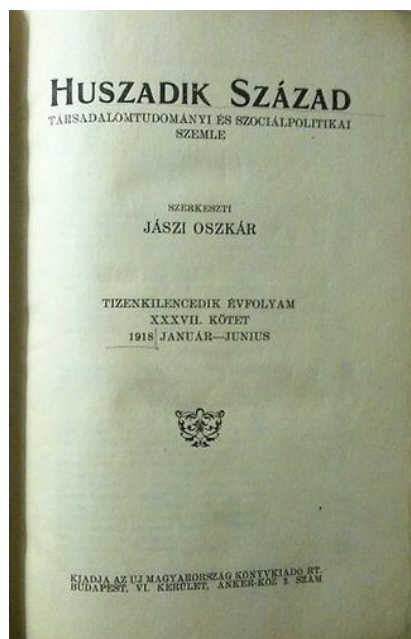 HUSZADIK SZÁZAD
TÁRSADALOMTUDOMÁNYI ÉS SZOCIÁLPOLITIKAI
SZEMLE
SZERKESZTI
JÁSZI OSZKÁR
TIZENKILENCEDIK ÉVFOLYAM
XXXVII. KÖTET
1918 JANUÁR—JUNIUS
KIADJA AZ UJ MAGYARORSZÁG KÖNYVKIADO RT.
BUDAPEST, VI. KERÜLET, ANKER-KÖZ 2 SZÁM